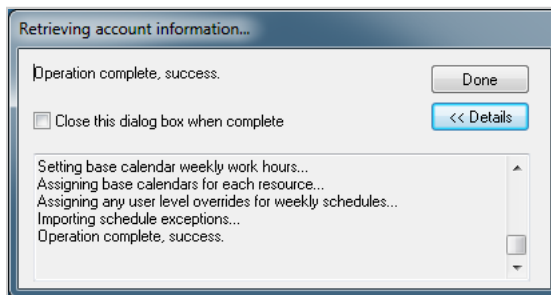 Retrieving account information...
Operation complete, success.
Done
Close this dialog box when complete
<< Details
Setting base calendar weekly work hours...
Assigning base calendars for each resource...
Assigning any user level overrides for weekly schedules...
Importing schedule exceptions...
Operation complete, success.